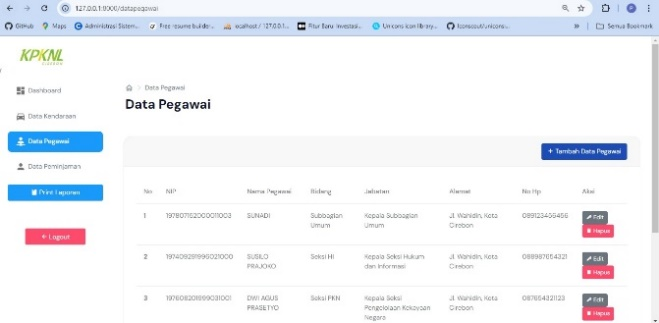 127.0.0.1:9000/datapegawai
GitHub Maps Administrasi Sistem... Free resume builder... localhost / 127.0.0.1... Fitur Baru: Investasi... Unicons icon library... Iconscout/unicons... Semua Bookmark
KPKNL
CIREBON
Dashboard
Data Kendaraan
Data Pegawai
Data Peminjaman
Print Laporan
Logout
/ Data Pegawai
Data Pegawai
+ Tambah Data Pegawai
No NIP Nama Pegawai Bidang Jabatan Alamat No Hp Aksi
1 SUNADI Subbagian Umum Kepala Subbagian Umum Jl. Wahidin, Kota Cirebon 089123456456 Edit Hapus
2 SUSILO PRAJOKO Seksi HI Kepala Seksi Hukum dan Informasi Jl. Wahidin, Kota Cirebon 088987654321 Edit Hapus
3 DWI AGUS PRASETYO Seksi PKN Kepala Seksi Pengelolaan Kekayaan Negara Jl. Wahidin, Kota Cirebon 087654321123 Edit Hapus